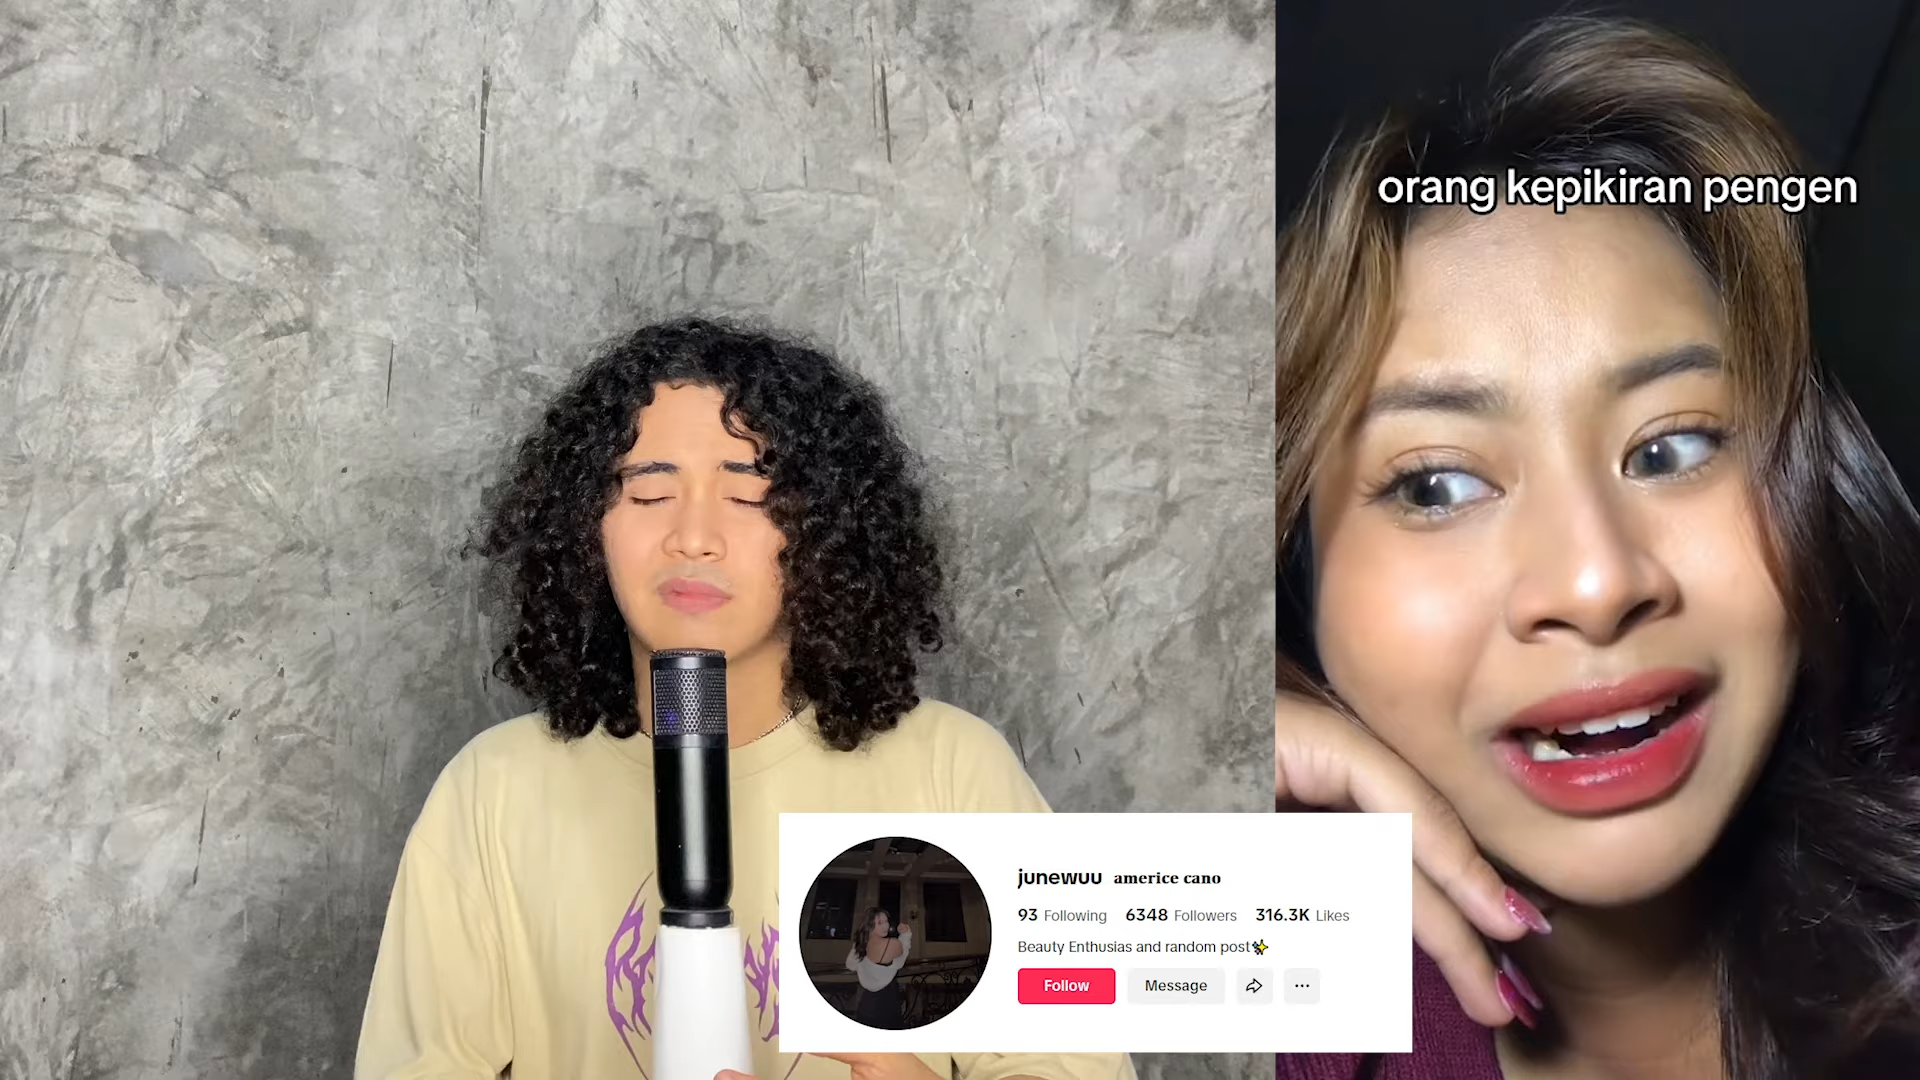 orang kepikiran pengen
junewuu americe cano
93 Following 6348 Followers 316.3K Likes
Beauty Enthusias and random post✨
Follow Message